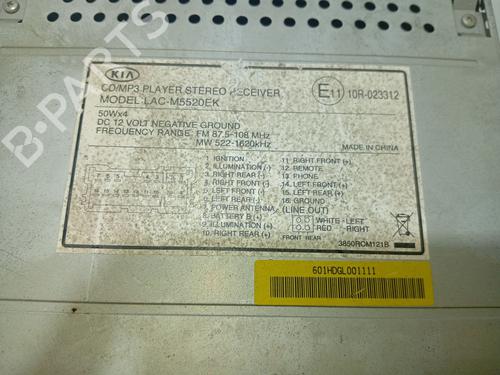 B-PARTS
KIA
CD/MP3 PLAYER STEREO RECEIVER
MODEL: LAC-M5520EK
E11 10R-023312
50Wx4
DC 12 VOLT NEGATIVE GROUND
FREQUENCY RANGE: FM 87.5-108 MHz
MW 522-1620kHz
MADE IN CHINA
1. IGNITION
2. ILLUMINATION (-)
3. RIGHT REAR (-)
4. RIGHT FRONT (-)
5. LEFT FRONT (-)
6. LEFT REAR (-)
7. POWER ANTENNA
8. BATTERY B (+)
9. ILLUMINATION (+)
10. RIGHT REAR (+)
11. RIGHT FRONT (+)
12. REMOTE
13. PHONE
14. LEFT FRONT (+)
15. LEFT REAR (+)
16. GROUND
(LINE OUT)
WHITE - LEFT
RED - RIGHT
FRONT REAR
3850ROM121B
601HDGL001111